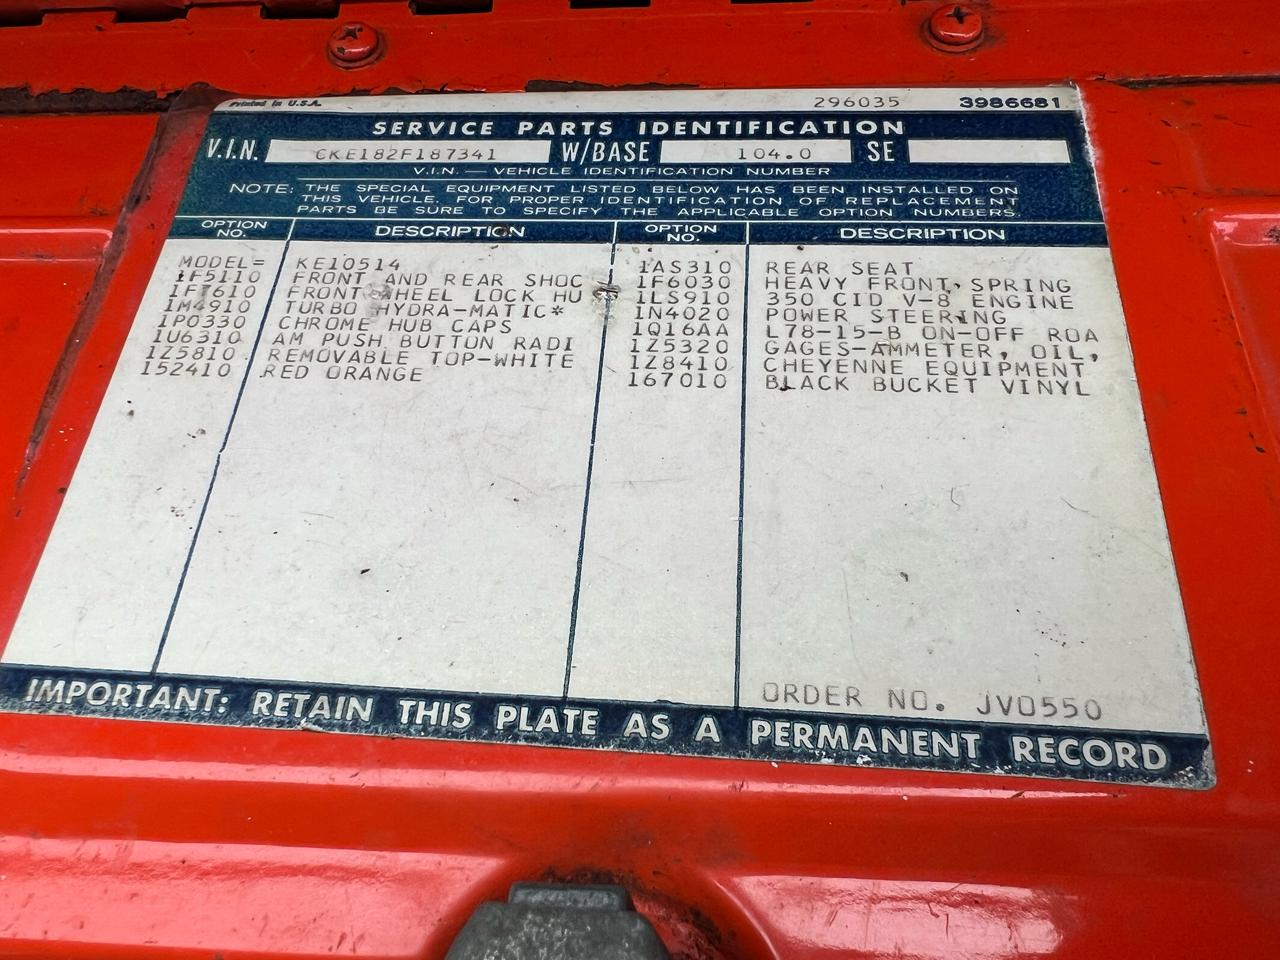 Printed in U.S.A. 296035 3986681
SERVICE PARTS IDENTIFICATION
V.I.N. CKE182F187341 W/BASE 104.0 SE
V.I.N. — VEHICLE IDENTIFICATION NUMBER
NOTE: THE SPECIAL EQUIPMENT LISTED BELOW HAS BEEN INSTALLED ON
THIS VEHICLE. FOR PROPER IDENTIFICATION OF REPLACEMENT
PARTS BE SURE TO SPECIFY THE APPLICABLE OPTION NUMBERS.
OPTION NO. DESCRIPTION OPTION NO. DESCRIPTION
MODEL= KE10514 1AS310 REAR SEAT
1F5110 FRONT AND REAR SHOC 1F6030 HEAVY FRONT SPRING
1F7610 FRONT WHEEL LOCK HU 1LS910 350 CID V-8 ENGINE
1M4910 TURBO HYDRA-MATIC* 1N4020 POWER STEERING
1P0330 CHROME HUB CAPS 1Q16AA L78-15-B ON-OFF ROA
1U6310 AM PUSH BUTTON RADI 1Z5320 GAGES-AMMETER, OIL,
1Z5810 REMOVABLE TOP-WHITE 1Z8410 CHEYENNE EQUIPMENT
152410 RED ORANGE 167010 BLACK BUCKET VINYL
ORDER NO. JV0550
IMPORTANT: RETAIN THIS PLATE AS A PERMANENT RECORD